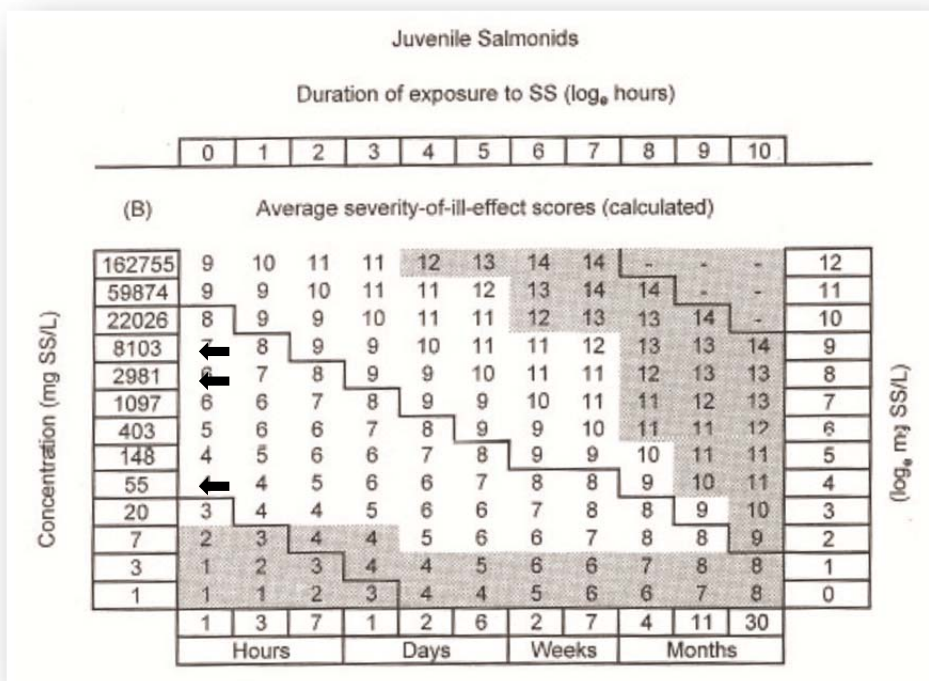 Juvenile Salmonids
Duration of exposure to SS (logₑ hours)
0 1 2 3 4 5 6 7 8 9 10
(B) Average severity-of-ill-effect scores (calculated)
162755 9 10 11 11 12 13 14 14 - - - 12
59874 9 9 10 11 11 12 13 14 14 - - 11
22026 8 9 9 10 11 11 12 13 13 14 - 10
8103 8 9 9 10 11 11 12 13 13 14 9
2981 7 8 9 9 10 11 11 12 13 13 8
1097 6 6 7 8 9 9 10 11 11 12 13 7
403 5 6 6 7 8 9 9 10 11 11 12 6
148 4 5 6 6 7 8 9 9 10 11 11 5
55 4 5 6 6 7 8 8 9 10 11 4
20 3 4 4 5 6 6 7 8 8 9 10 3
7 2 3 4 4 5 6 6 7 8 8 9 2
3 1 2 3 4 4 5 6 6 7 8 8 1
1 1 1 2 3 4 4 5 6 6 7 8 0
1 3 7 1 2 6 2 7 4 11 30
Hours Days Weeks Months
Concentration (mg SS/L)
(logₑ mg SS/L)